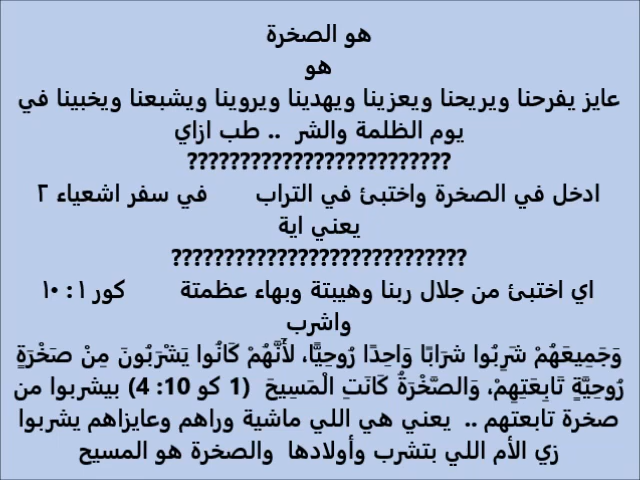 هو الصخرة
هو
عايز يفرحنا ويريحنا ويعزينا ويهدينا ويروينا ويشبعنا ويخبينا في
يوم الظلمة والشر .. طب ازاي
?????????????????????????
ادخل في الصخرة واختبئ في التراب في سفر اشعياء ٢
يعني اية
????????????????????????????
اي اختبئ من جلال ربنا وهيبتة وبهاء عظمتة كور ١ : ١٠
واشرب
وَجَمِيعَهُمْ شَرِبُوا شَرَابًا وَاحِدًا رُوحِيًّا، لأَنَّهُمْ كَانُوا يَشْرَبُونَ مِنْ صَخْرَةٍ
رُوحِيَّةٍ تَابِعَتِهِمْ، وَالصَّخْرَةُ كَانَتِ الْمَسِيحَ (1 كو 10: 4) بيشربوا من
صخرة تابعتهم .. يعني هي اللي ماشية وراهم وعايزاهم يشربوا
زي الأم اللي بتشرب وأولادها والصخرة هو المسيح